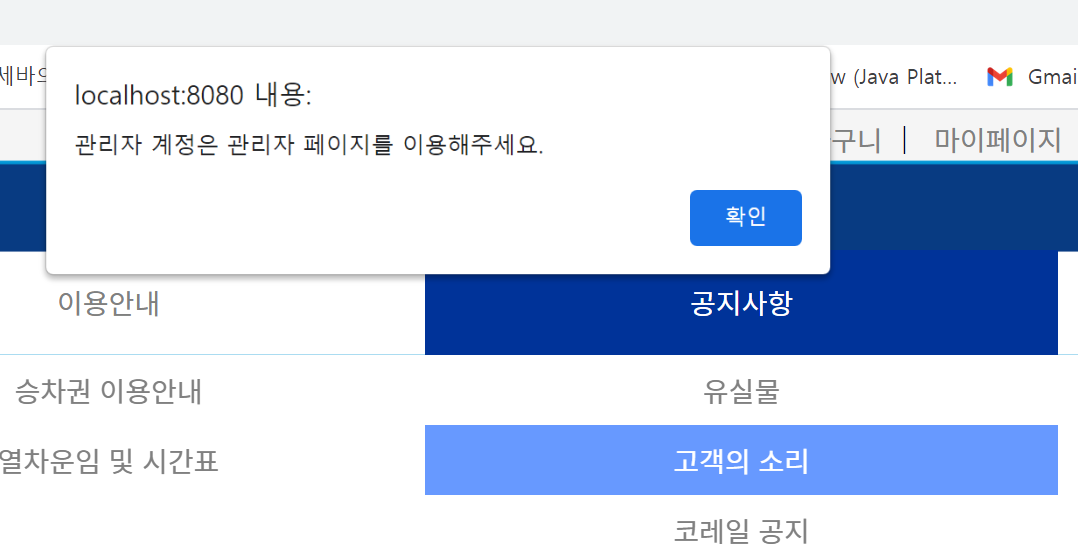 localhost:8080 내용:
관리자 계정은 관리자 페이지를 이용해주세요.
확인
세바
w (Java Plat...
Gmai
구니 | 마이페이지
이용안내
공지사항
승차권 이용안내
유실물
열차운임 및 시간표
고객의 소리
코레일 공지